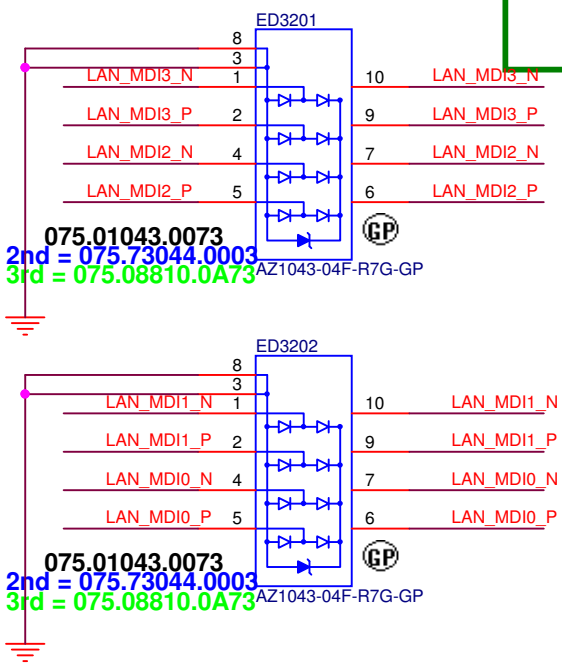 ED3201
8
3
LAN_MDI3_N 1 10 LAN_MDI3_N
LAN_MDI3_P 2 9 LAN_MDI3_P
LAN_MDI2_N 4 7 LAN_MDI2_N
LAN_MDI2_P 5 6 LAN_MDI2_P
GP
075.01043.0073
2nd = 075.73044.0003
3rd = 075.08810.0A73
AZ1043-04F-R7G-GP
ED3202
8
3
LAN_MDI1_N 1 10 LAN_MDI1_N
LAN_MDI1_P 2 9 LAN_MDI1_P
LAN_MDI0_N 4 7 LAN_MDI0_N
LAN_MDI0_P 5 6 LAN_MDI0_P
GP
075.01043.0073
2nd = 075.73044.0003
3rd = 075.08810.0A73
AZ1043-04F-R7G-GP